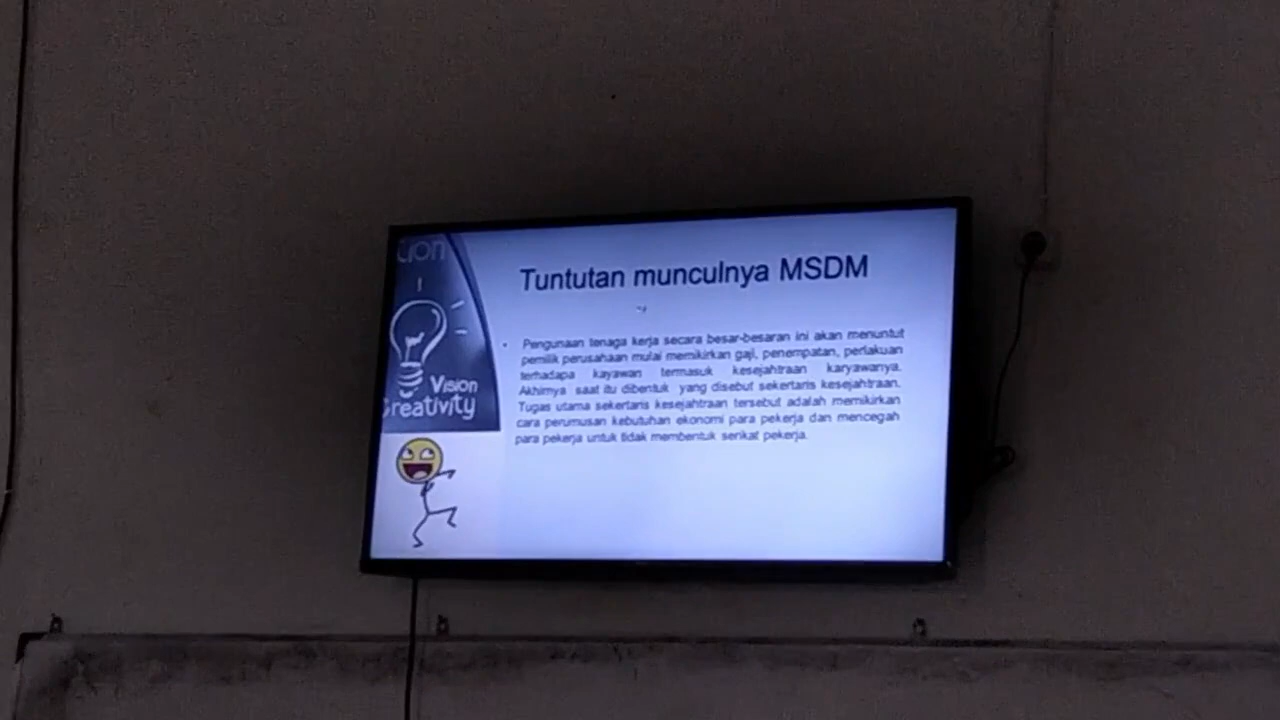 tion
Vision
Creativity
Tuntutan munculnya MSDM
Pengunaan tenaga kerja secara besar-besaran ini akan menuntut
pemilik perusahaan mulai memikirkan gaji, penempatan, perlakuan
terhadapa kayawan termasuk kesejahtraan karyawanya.
Akhirnya saat itu dibentuk yang disebut sekertaris kesejahtraan.
Tugas utama sekertaris kesejahtraan tersebut adalah memikirkan
cara perumusan kebutuhan ekonomi para pekerja dan mencegah
para pekerja untuk tidak membentuk serikat pekerja.